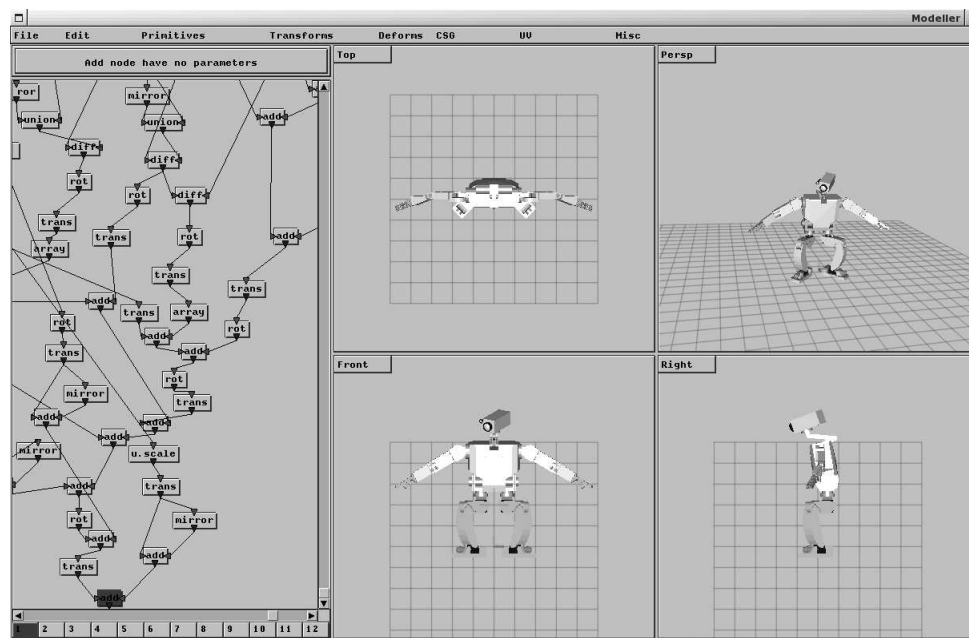 Modeller
File Edit Primitives Transforms Deforms CSG UV Misc
Add node have no parameters
Top
Persp
ror
mirror
union
union
add
diff
diff
rot
rot
diff
trans
trans
rot
add
array
trans
trans
add
trans
array
rot
rot
add
add
trans
rot
mirror
trans
add
add
add
mirror
u.scale
add
trans
rot
mirror
add
trans
add
add
Front
Right
1 2 3 4 5 6 7 8 9 10 11 12